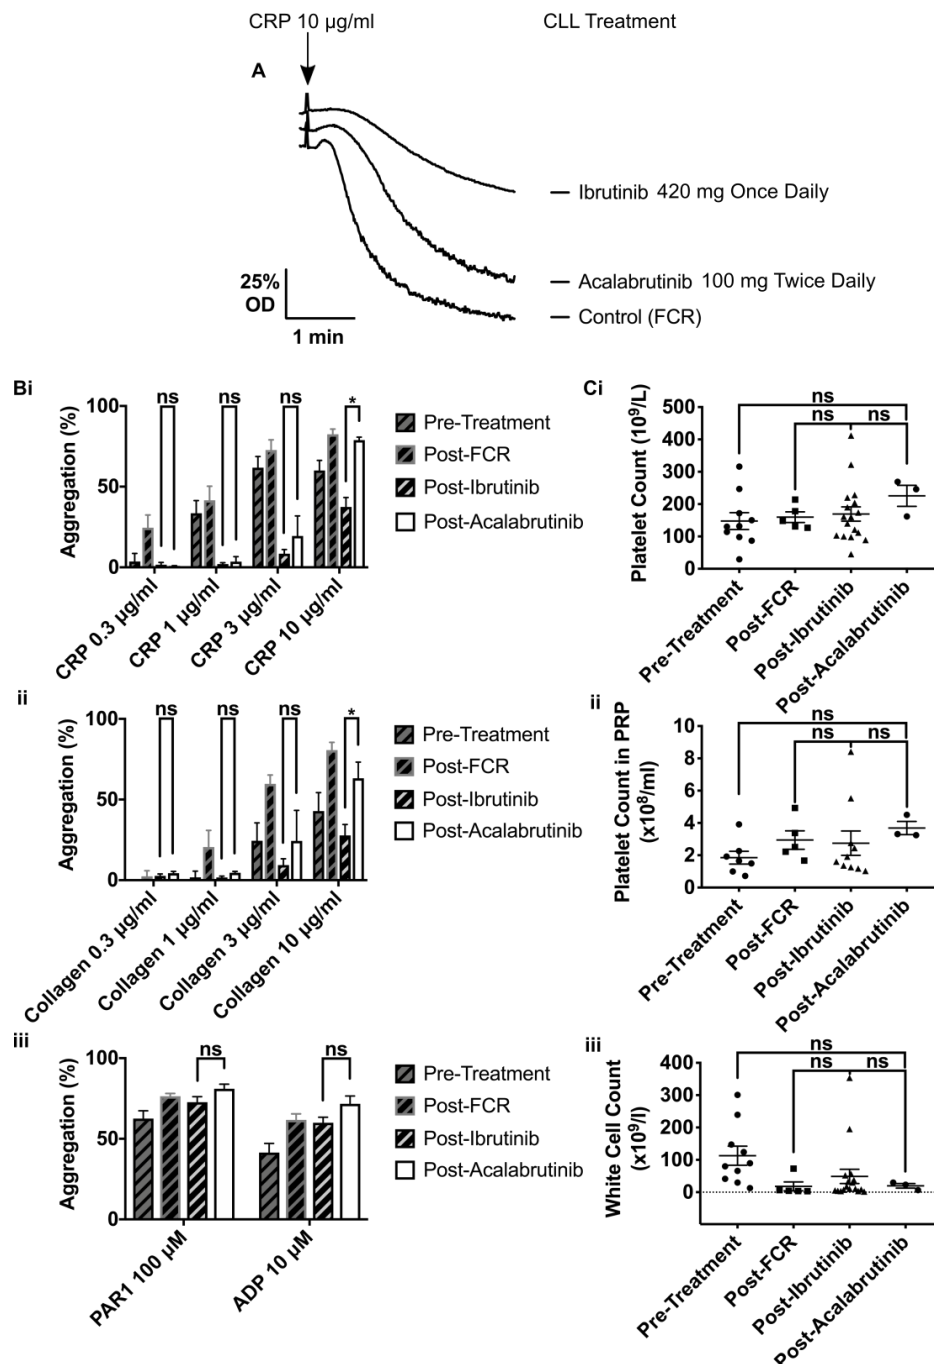 CRP 10 µg/ml CLL Treatment
A
Ibrutinib 420 mg Once Daily
Acalabrutinib 100 mg Twice Daily
Control (FCR)
25%
OD
1 min
Bi
Aggregation (%)
100
50
0
ns ns ns *
Pre-Treatment
Post-FCR
Post-Ibrutinib
Post-Acalabrutinib
CRP 0.3 µg/ml
CRP 1 µg/ml
CRP 3 µg/ml
CRP 10 µg/ml
Ci
Platelet Count (10⁹/L)
500
400
300
200
100
0
ns
ns ns
Pre-Treatment
Post-FCR
Post-Ibrutinib
Post-Acalabrutinib
ii
Aggregation (%)
100
50
0
ns ns ns *
Pre-Treatment
Post-FCR
Post-Ibrutinib
Post-Acalabrutinib
Collagen 0.3 µg/ml
Collagen 1 µg/ml
Collagen 3 µg/ml
Collagen 10 µg/ml
ii
Platelet Count in PRP
(x10⁸/ml)
10
8
6
4
2
0
ns
ns ns
Pre-Treatment
Post-FCR
Post-Ibrutinib
Post-Acalabrutinib
iii
Aggregation (%)
100
50
0
ns ns
Pre-Treatment
Post-FCR
Post-Ibrutinib
Post-Acalabrutinib
PAR1 100 µM
ADP 10 µM
iii
White Cell Count
(x10⁹/l)
400
300
200
100
0
ns
ns ns
Pre-Treatment
Post-FCR
Post-Ibrutinib
Post-Acalabrutinib